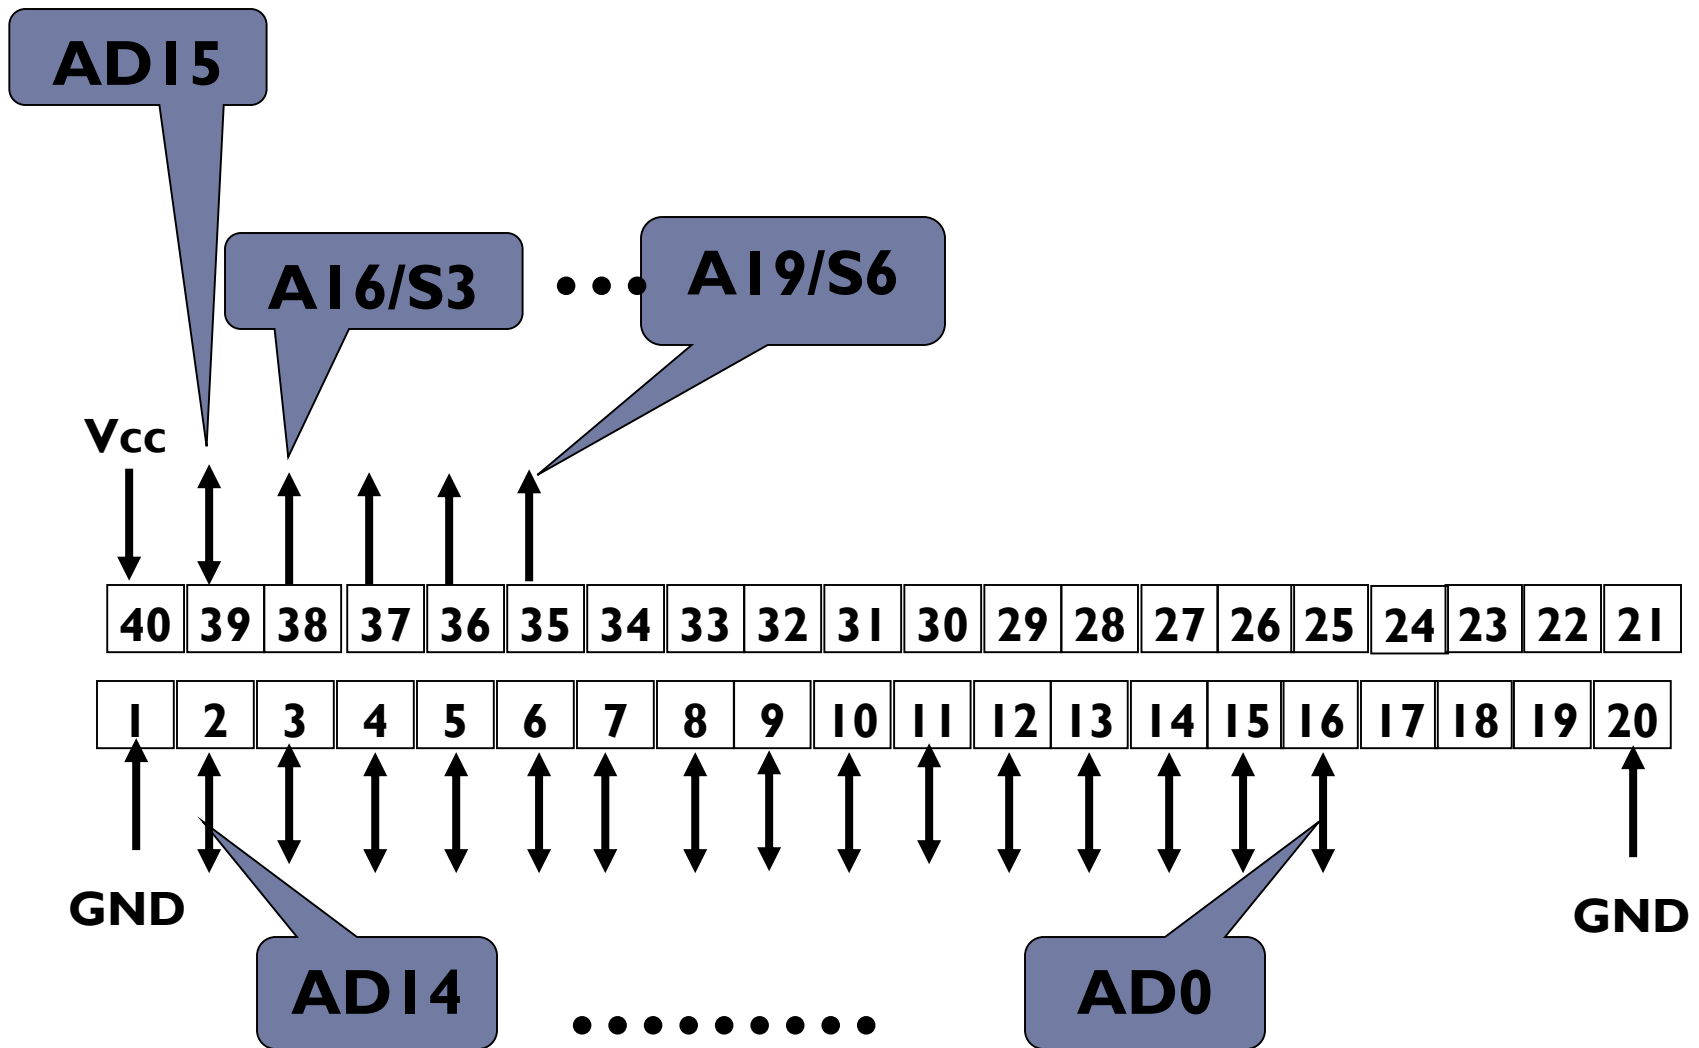 AD15
A16/S3 ... A19/S6
Vcc
40 39 38 37 36 35 34 33 32 31 30 29 28 27 26 25 24 23 22 21
1 2 3 4 5 6 7 8 9 10 11 12 13 14 15 16 17 18 19 20
GND GND
AD14 ......... AD0